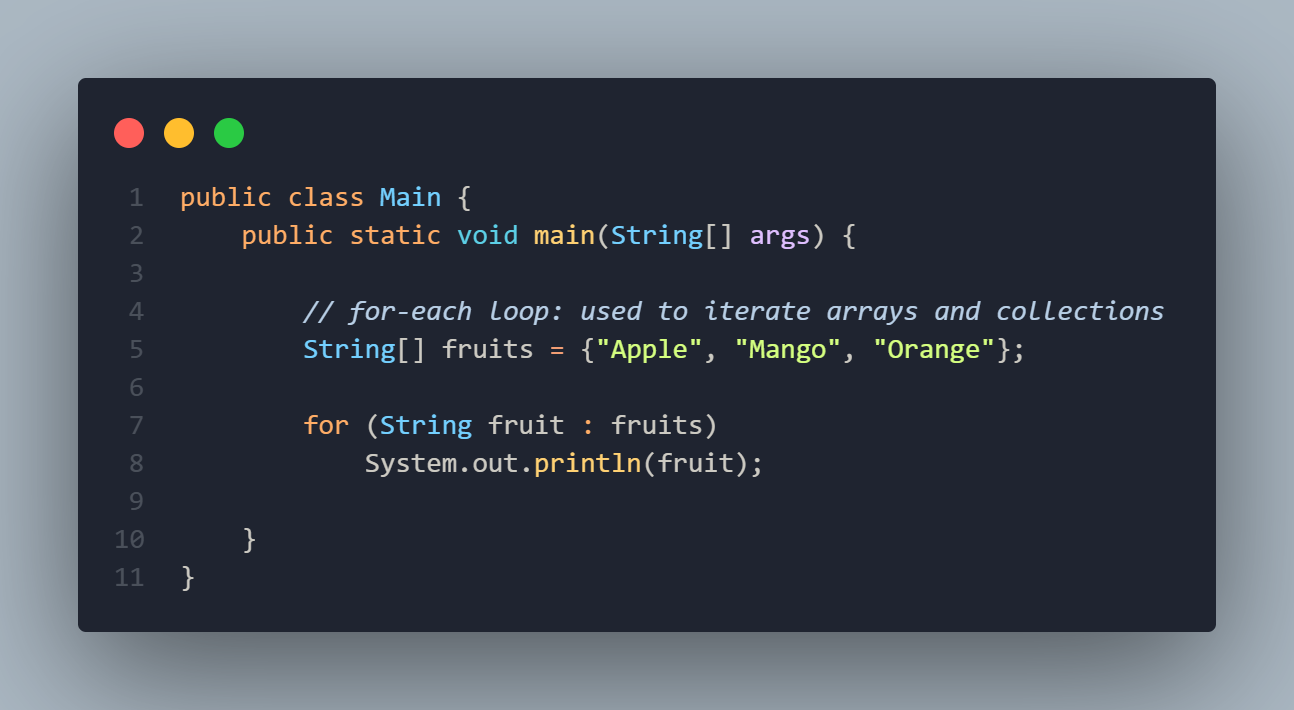 1 public class Main {
2     public static void main(String[] args) {
3
4         // for-each loop: used to iterate arrays and collections
5         String[] fruits = {"Apple", "Mango", "Orange"};
6
7         for (String fruit : fruits)
8             System.out.println(fruit);
9
10     }
11 }